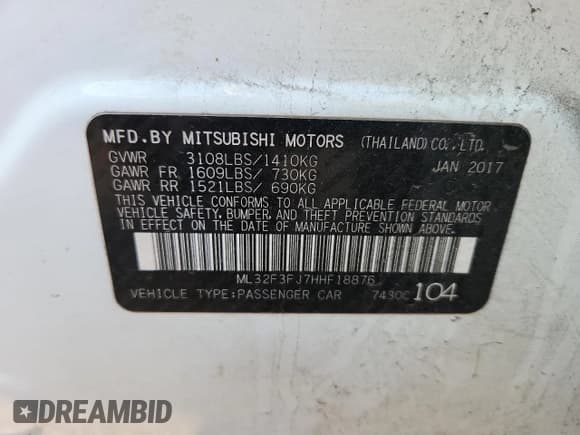 MFD.BY MITSUBISHI MOTORS (THAILAND) CO., LTD.
GVWR 3108LBS/1410KG JAN 2017
GAWR FR 1609LBS/ 730KG
GAWR RR 1521LBS/ 690KG
THIS VEHICLE CONFORMS TO ALL APPLICABLE FEDERAL MOTOR
VEHICLE SAFETY, BUMPER, AND THEFT PREVENTION STANDARDS
IN EFFECT ON THE DATE OF MANUFACTURE SHOWN ABOVE.
ML32F3FJ7HHF18876
VEHICLE TYPE:PASSENGER CAR 7430C 104
DREAMBID
DREAMBID